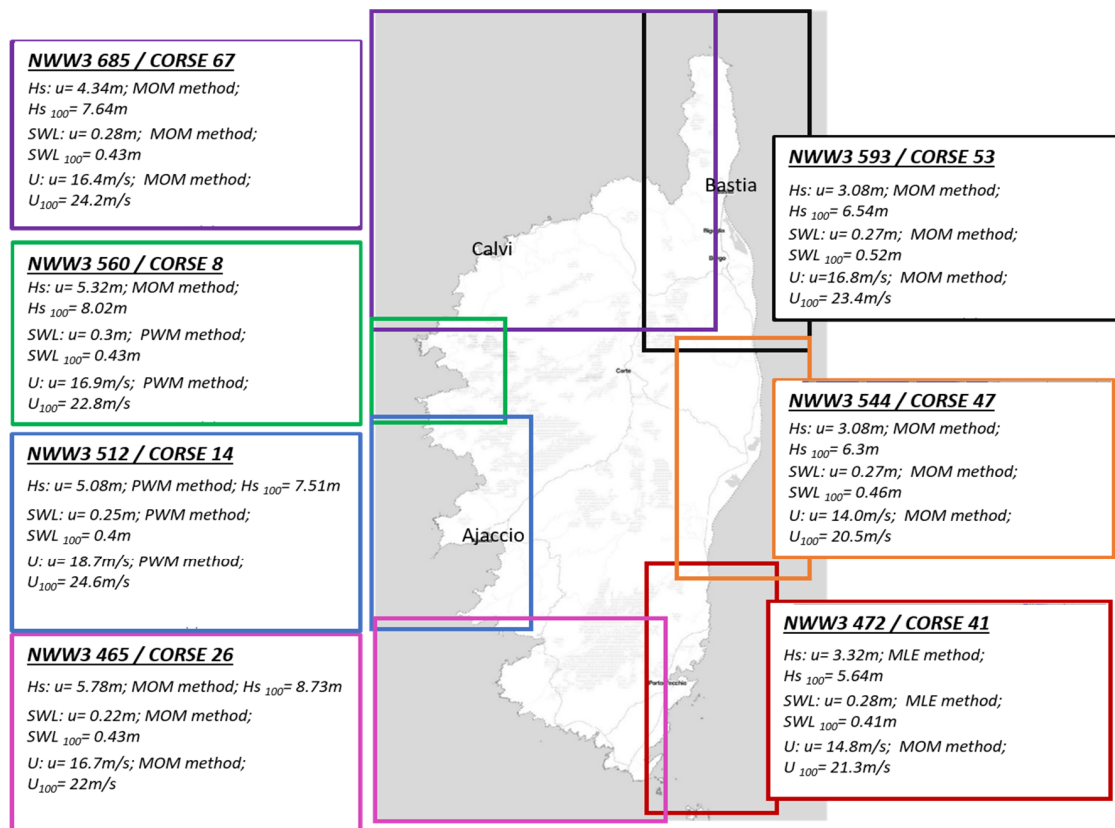 NWW3 685 / CORSE 67
Hs: u= 4.34m; MOM method;
Hs 100= 7.64m
SWL: u= 0.28m; MOM method;
SWL 100= 0.43m
U: u= 16.4m/s; MOM method;
U100= 24.2m/s
NWW3 560 / CORSE 8
Hs: u= 5.32m; MOM method;
Hs 100= 8.02m
SWL: u= 0.3m; PWM method;
SWL 100= 0.43m
U: u= 16.9m/s; PWM method;
U100= 22.8m/s
NWW3 512 / CORSE 14
Hs: u= 5.08m; PWM method; Hs 100= 7.51m
SWL: u= 0.25m; PWM method;
SWL 100= 0.4m
U: u= 18.7m/s; PWM method;
U100= 24.6m/s
NWW3 465 / CORSE 26
Hs: u= 5.78m; MOM method; Hs 100= 8.73m
SWL: u= 0.22m; MOM method;
SWL 100= 0.43m
U: u= 16.7m/s; MOM method;
U100= 22m/s
Bastia
Calvi
Corte
Ajaccio
Porto Vecchio
NWW3 593 / CORSE 53
Hs: u= 3.08m; MOM method;
Hs 100= 6.54m
SWL: u= 0.27m; MOM method;
SWL 100= 0.52m
U: u=16.8m/s; MOM method;
U100= 23.4m/s
NWW3 544 / CORSE 47
Hs: u= 3.08m; MOM method;
Hs 100= 6.3m
SWL: u= 0.27m; MOM method;
SWL 100= 0.46m
U: u= 14.0m/s; MOM method;
U100= 20.5m/s
NWW3 472 / CORSE 41
Hs: u= 3.32m; MLE method;
Hs 100= 5.64m
SWL: u= 0.28m; MLE method;
SWL 100= 0.41m
U: u= 14.8m/s; MOM method;
U 100= 21.3m/s